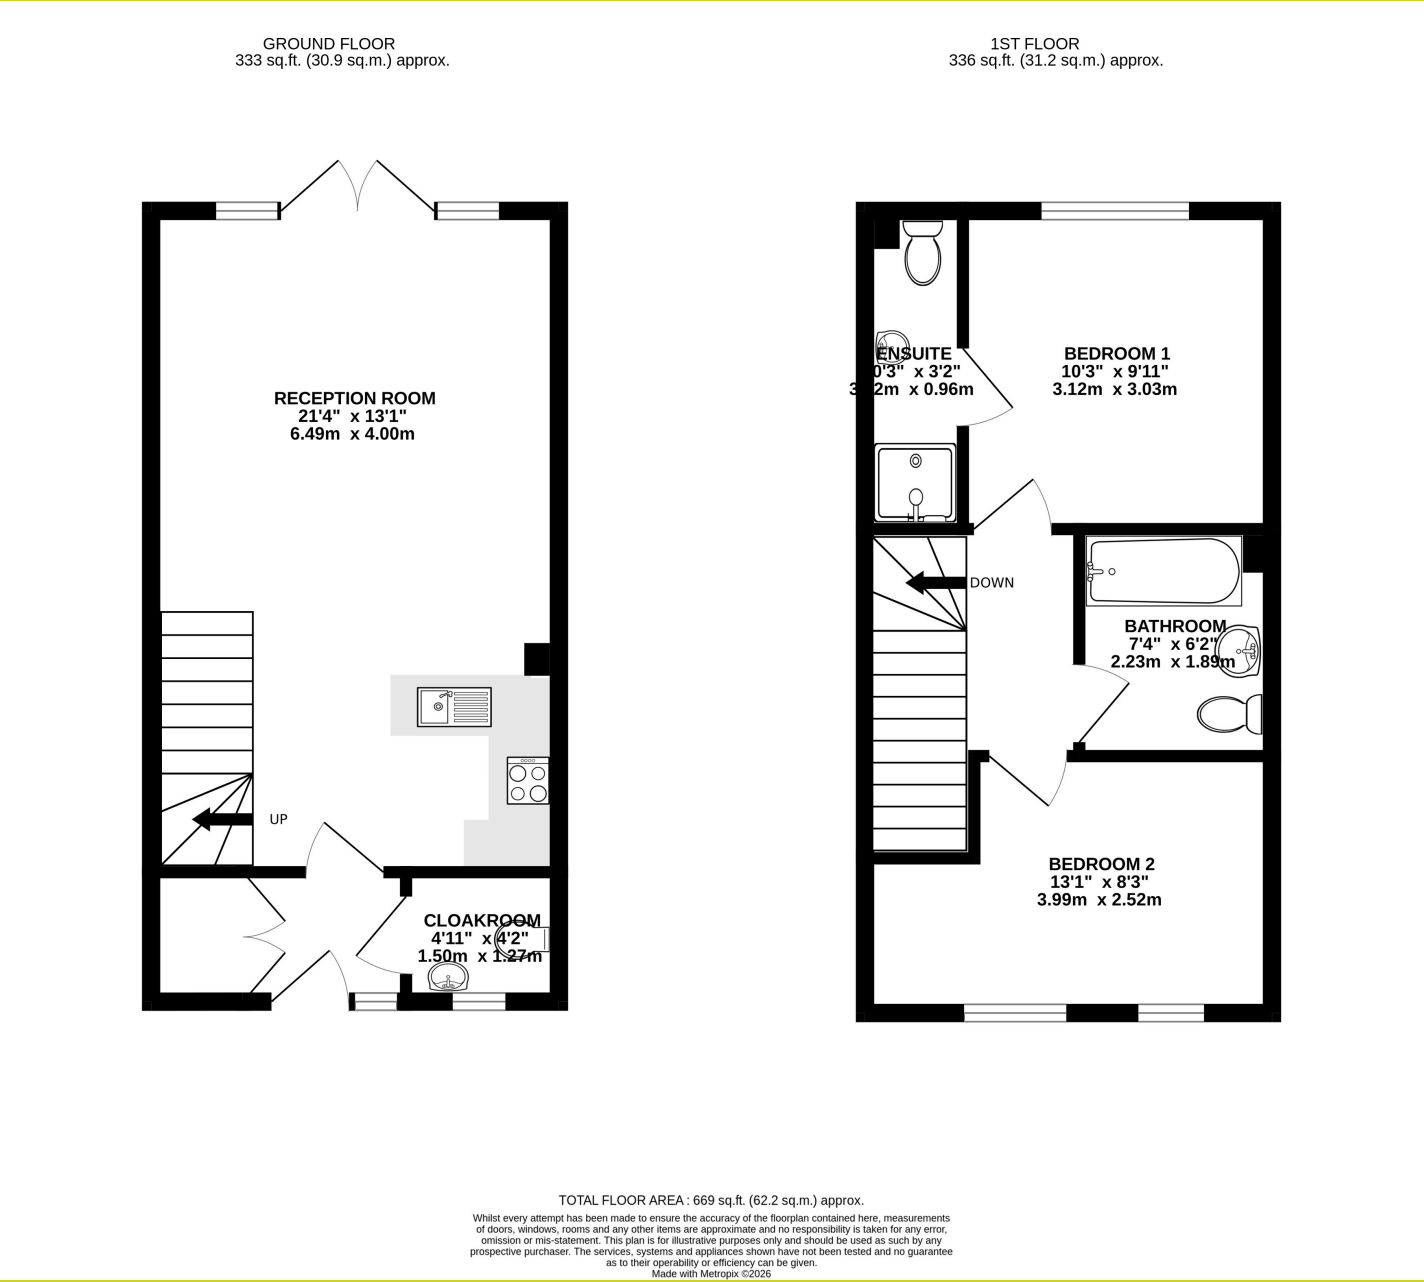 GROUND FLOOR
333 sq.ft. (30.9 sq.m.) approx.
1ST FLOOR
336 sq.ft. (31.2 sq.m.) approx.
RECEPTION ROOM
21'4" x 13'1"
6.49m x 4.00m
UP
CLOAKROOM
4'11" x 4'2"
1.50m x 1.27m
ENSUITE
x 3'2"
x 0.96m
BEDROOM 1
10'3" x 9'11"
3.12m x 3.03m
DOWN
BATHROOM
7'4" x 6'2"
2.23m x 1.89m
BEDROOM 2
13'1" x 8'3"
3.99m x 2.52m
TOTAL FLOOR AREA : 669 sq.ft. (62.2 sq.m.) approx.
Whilst every attempt has been made to ensure the accuracy of the floorplan contained here, measurements
of doors, windows, rooms and any other items are approximate and no responsibility is taken for any error,
omission or mis-statement. This plan is for illustrative purposes only and should be used as such by any
prospective purchaser. The services, systems and appliances shown have not been tested and no guarantee
as to their operability or efficiency can be given.
Made with Metropix ©2026